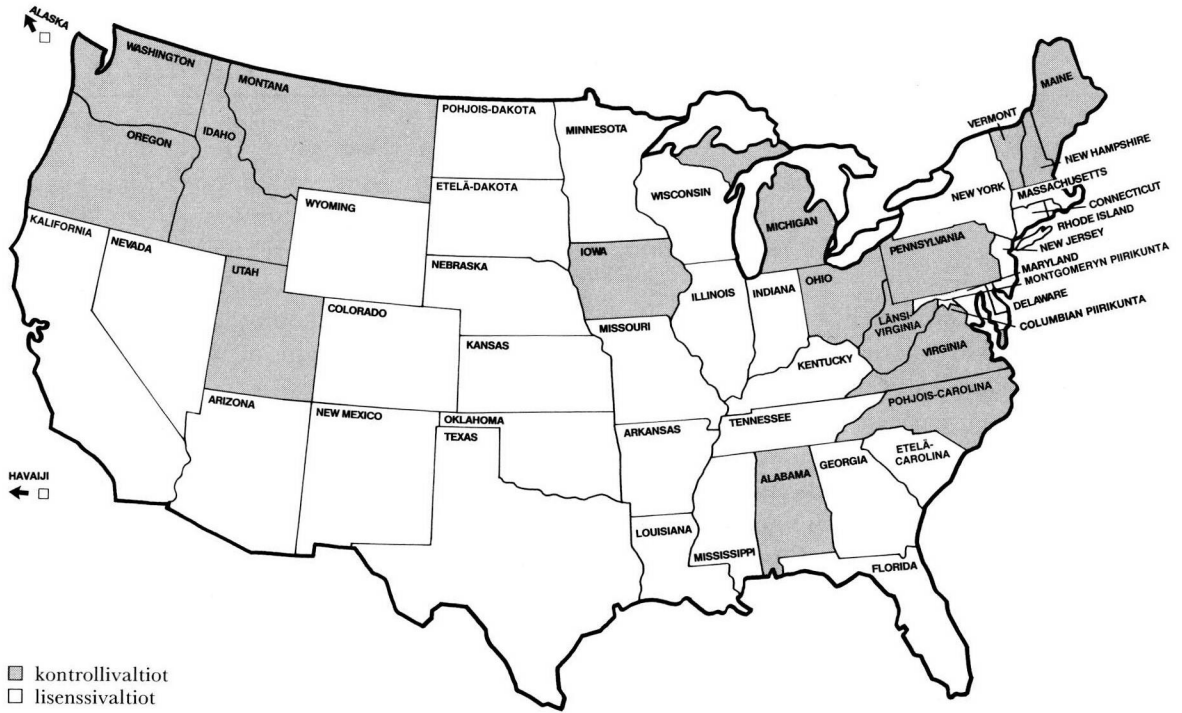 ALASKA
WASHINGTON
MONTANA
OREGON
IDAHO
POHJOIS-DAKOTA
MINNESOTA
ETELÄ-DAKOTA
WISCONSIN
WYOMING
MICHIGAN
MAINE
VERMONT
NEW HAMPSHIRE
NEW YORK
MASSACHUSETTS
CONNECTICUT
RHODE ISLAND
NEW JERSEY
PENNSYLVANIA
MARYLAND
MONTGOMERYN PIIRIKUNTA
DELAWARE
COLUMBIAN PIIRIKUNTA
KALIFORNIA
NEVADA
UTAH
NEBRASKA
IOWA
ILLINOIS
INDIANA
OHIO
LÄNSI-
VIRGINIA
VIRGINIA
COLORADO
KANSAS
MISSOURI
KENTUCKY
POHJOIS-CAROLINA
ARIZONA
NEW MEXICO
OKLAHOMA
TEXAS
ARKANSAS
TENNESSEE
ETELÄ-
CAROLINA
ALABAMA
GEORGIA
HAVAIJI
LOUISIANA
MISSISSIPPI
FLORIDA
kontrollivaltiot
lisenssivaltiot